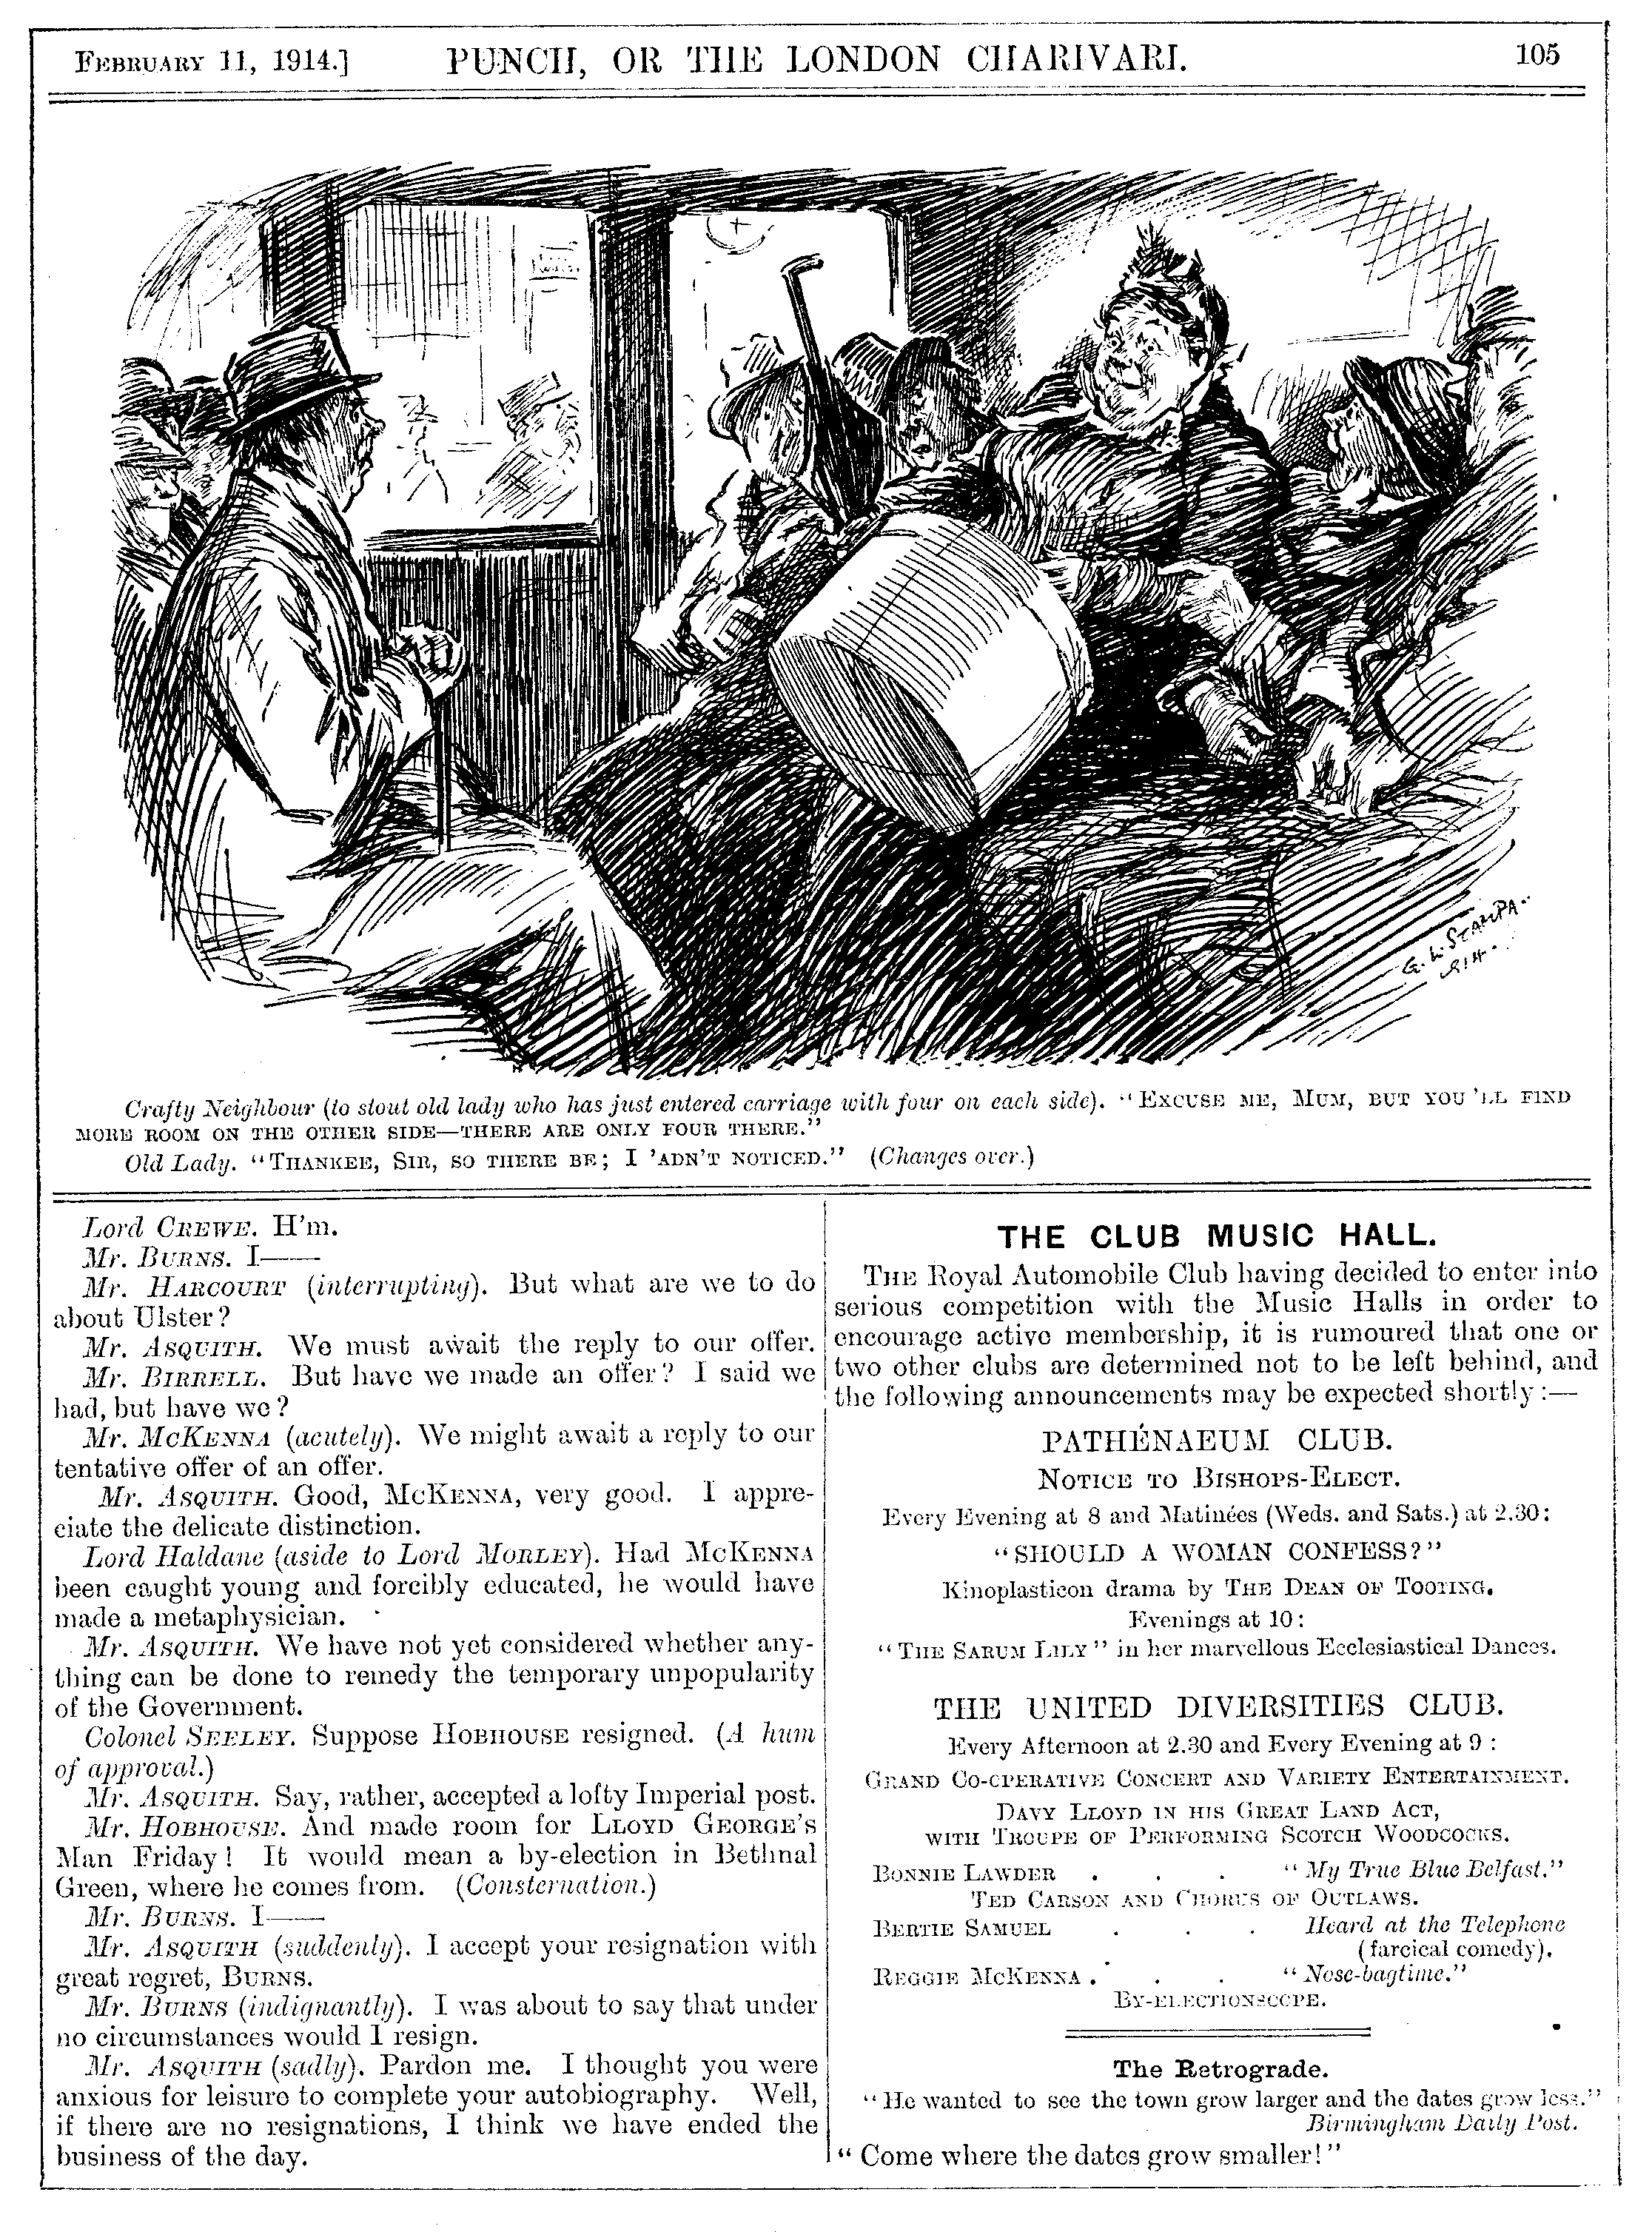 FEBRUARY 11, 1914.] PUNCH, OR THE LONDON CHARIVARI. 105
G. L. STAMPA.
1914.
Crafty Neighbour (to stout old lady who has just entered carriage with four on each side). "EXCUSE ME, MUM, BUT YOU'LL FIND
MORE ROOM ON THE OTHER SIDE—THERE ARE ONLY FOUR THERE."
Old Lady. "THANKEE, SIR, SO THERE BE; I 'ADN'T NOTICED." (Changes over.)
Lord CREWE. H'm.
Mr. BURNS. I——
Mr. HARCOURT (interrupting). But what are we to do
about Ulster?
Mr. ASQUITH. We must await the reply to our offer.
Mr. BIRRELL. But have we made an offer? I said we
had, but have we?
Mr. MCKENNA (acutely). We might await a reply to our
tentative offer of an offer.
Mr. ASQUITH. Good, MCKENNA, very good. I appre-
ciate the delicate distinction.
Lord Haldane (aside to Lord MORLEY). Had MCKENNA
been caught young and forcibly educated, he would have
made a metaphysician.
Mr. ASQUITH. We have not yet considered whether any-
thing can be done to remedy the temporary unpopularity
of the Government.
Colonel SEELEY. Suppose HOBHOUSE resigned. (A hum
of approval.)
Mr. ASQUITH. Say, rather, accepted a lofty Imperial post.
Mr. HOBHOUSE. And made room for LLOYD GEORGE'S
Man Friday! It would mean a by-election in Bethnal
Green, where he comes from. (Consternation.)
Mr. BURNS. I——
Mr. ASQUITH (suddenly). I accept your resignation with
great regret, BURNS.
Mr. BURNS (indignantly). I was about to say that under
no circumstances would I resign.
Mr. ASQUITH (sadly). Pardon me. I thought you were
anxious for leisure to complete your autobiography. Well,
if there are no resignations, I think we have ended the
business of the day.
THE CLUB MUSIC HALL.
THE Royal Automobile Club having decided to enter into
serious competition with the Music Halls in order to
encourage active membership, it is rumoured that one or
two other clubs are determined not to be left behind, and
the following announcements may be expected shortly:—
PATHÉNAEUM CLUB.
NOTICE TO BISHOPS-ELECT.
Every Evening at 8 and Matinées (Weds. and Sats.) at 2.30:
"SHOULD A WOMAN CONFESS?"
Kinoplasticon drama by THE DEAN OF TOOTING.
Evenings at 10:
"THE SARUM LILY" in her marvellous Ecclesiastical Dances.
THE UNITED DIVERSITIES CLUB.
Every Afternoon at 2.30 and Every Evening at 9:
GRAND CO-OPERATIVE CONCERT AND VARIETY ENTERTAINMENT.
DAVY LLOYD IN HIS GREAT LAND ACT,
WITH TROUPE OF PERFORMING SCOTCH WOODCOCKS.
BONNIE LAWDER . . . "My True Blue Belfast."
TED CARSON AND CHORUS OF OUTLAWS.
BERTIE SAMUEL . . . Heard at the Telephone
(farcical comedy).
REGGIE MCKENNA . . . "Nose-bagtime."
BY-ELECTIONSCOPE.
The Retrograde.
"He wanted to see the town grow larger and the dates grow less."
Birmingham Daily Post.
"Come where the dates grow smaller!"